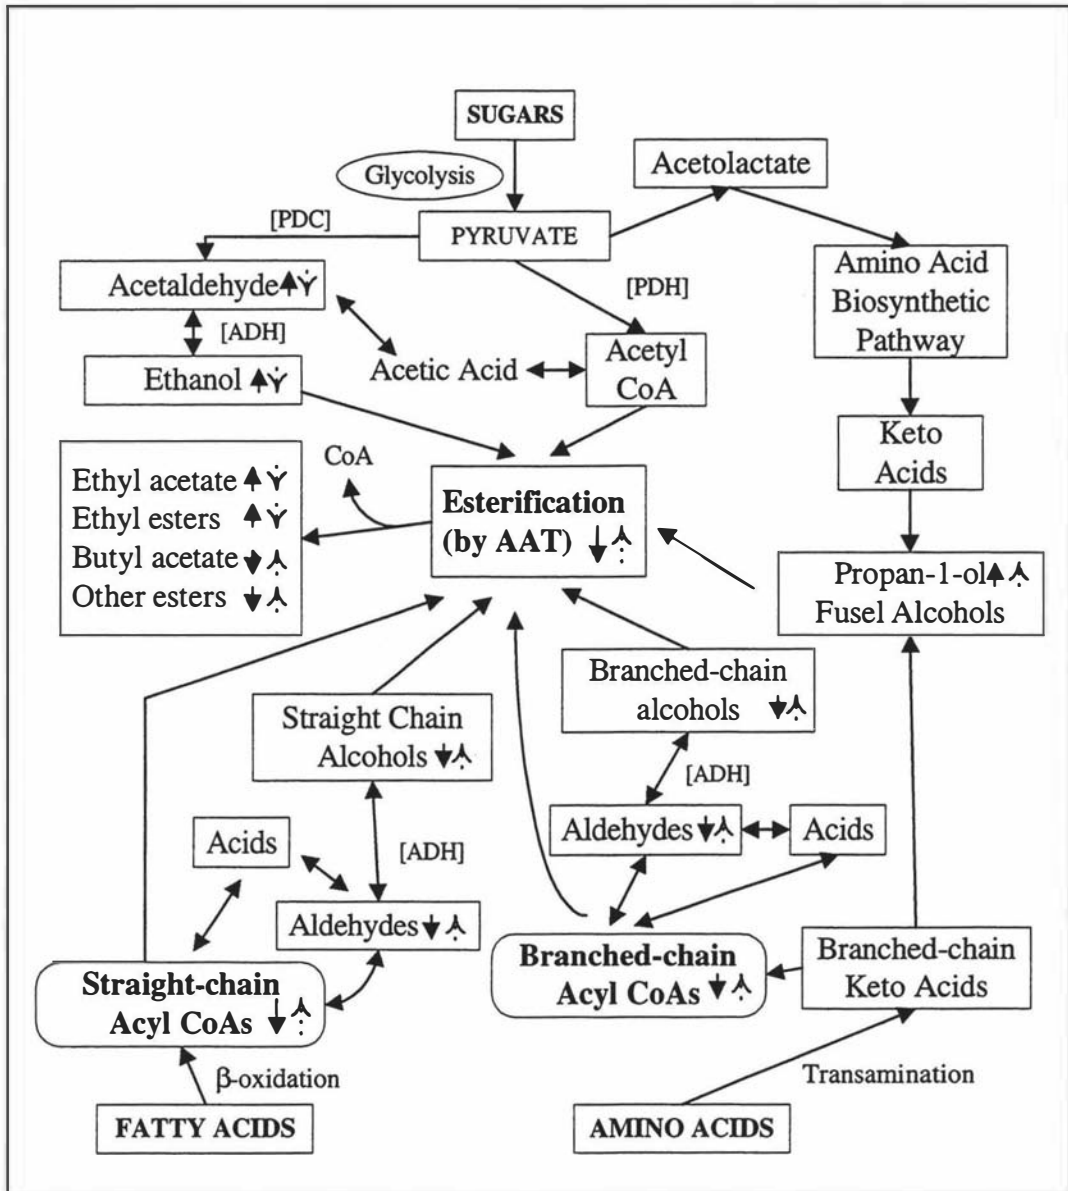 SUGARS
Glycolysis
Acetolactate
[PDC]
PYRUVATE
Acetaldehyde
[PDH]
Amino Acid
Biosynthetic
Pathway
[ADH]
Ethanol
Acetic Acid
Acetyl
CoA
Keto
Acids
CoA
Ethyl acetate
Ethyl esters
Butyl acetate
Other esters
Esterification
(by AAT)
Propan-1-ol
Fusel Alcohols
Branched-chain
alcohols
Straight Chain
Alcohols
[ADH]
Aldehydes
Acids
Acids
[ADH]
Aldehydes
Branched-chain
Acyl CoAs
Branched-chain
Keto Acids
Straight-chain
Acyl CoAs
β-oxidation
Transamination
FATTY ACIDS
AMINO ACIDS